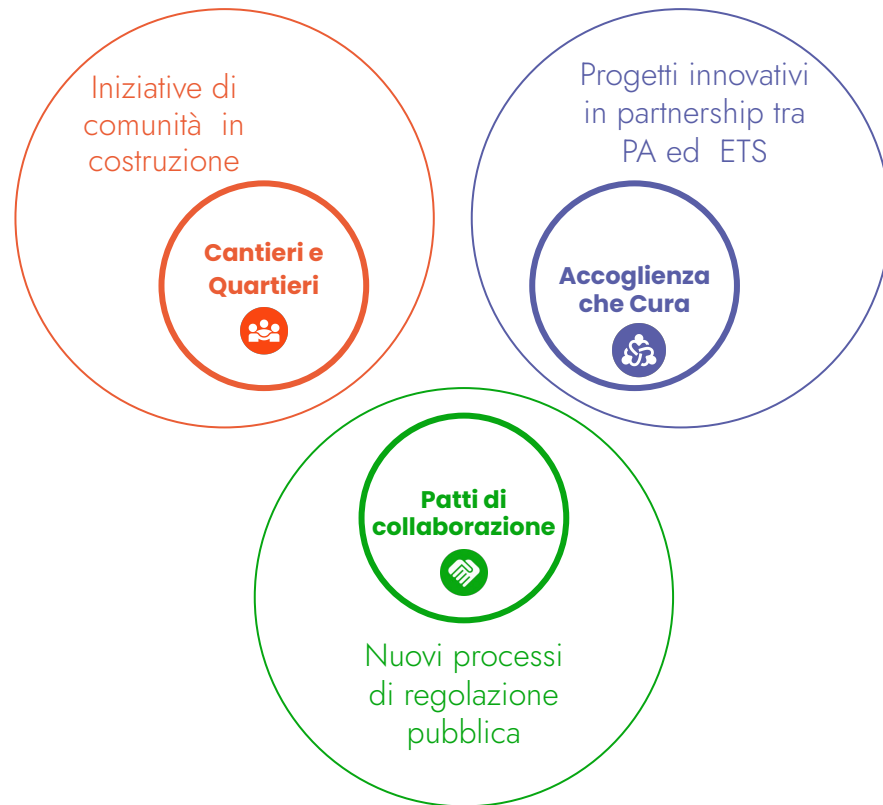 Iniziative di
comunità in
costruzione
Cantieri e
Quartieri
Progetti innovativi
in partnership tra
PA ed ETS
Accoglienza
che Cura
Patti di
collaborazione
Nuovi processi
di regolazione
pubblica